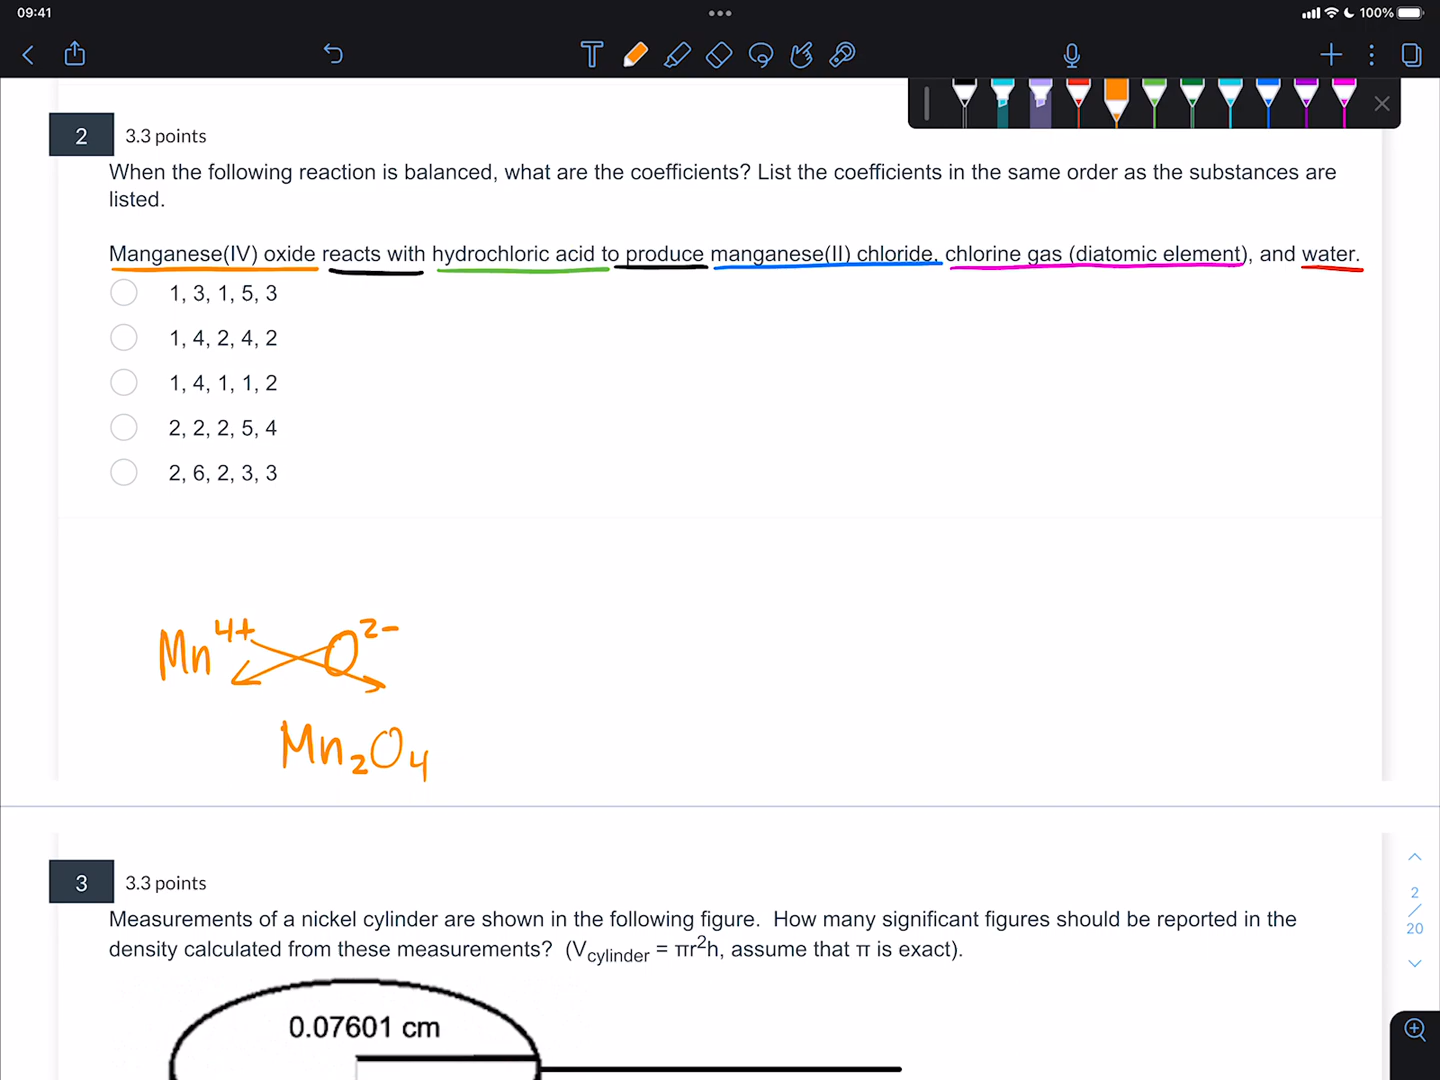 09:41
100%
2
3.3 points
When the following reaction is balanced, what are the coefficients? List the coefficients in the same order as the substances are
listed.
Manganese(IV) oxide reacts with hydrochloric acid to produce manganese(II) chloride, chlorine gas (diatomic element), and water.
1, 3, 1, 5, 3
1, 4, 2, 4, 2
1, 4, 1, 1, 2
2, 2, 2, 5, 4
2, 6, 2, 3, 3
Mn⁴⁺ O²⁻
Mn₂O₄
3
3.3 points
Measurements of a nickel cylinder are shown in the following figure. How many significant figures should be reported in the
density calculated from these measurements? (V_cylinder = πr²h, assume that π is exact).
0.07601 cm
2
/
20